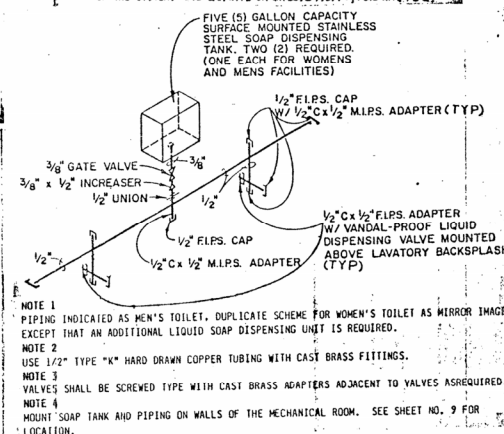 FIVE (5) GALLON CAPACITY
SURFACE MOUNTED STAINLESS
STEEL SOAP DISPENSING
TANK. TWO (2) REQUIRED.
(ONE EACH FOR WOMENS
AND MENS FACILITIES)
1/2" F.I.P.S. CAP
W/ 1/2"C x 1/2" M.I.P.S. ADAPTER (TYP)
3/8"
3/8" GATE VALVE
3/8" x 1/2" INCREASER
1/2" UNION
1/2"
1/2" F.I.P.S. CAP
1/2"C x 1/2" M.I.P.S. ADAPTER
1/2"
1/2"C x 1/2" F.I.P.S. ADAPTER
W/ VANDAL-PROOF LIQUID
DISPENSING VALVE MOUNTED
ABOVE LAVATORY BACKSPLASH
(TYP)
NOTE 1
PIPING INDICATED AS MEN'S TOILET, DUPLICATE SCHEME FOR WOMEN'S TOILET AS MIRROR IMAGE
EXCEPT THAT AN ADDITIONAL LIQUID SOAP DISPENSING UNIT IS REQUIRED.
NOTE 2
USE 1/2" TYPE "K" HARD DRAWN COPPER TUBING WITH CAST BRASS FITTINGS.
NOTE 3
VALVES SHALL BE SCREWED TYPE WITH CAST BRASS ADAPTERS ADJACENT TO VALVES ASREQUIRED
NOTE 4
MOUNT SOAP TANK AND PIPING ON WALLS OF THE MECHANICAL ROOM. SEE SHEET NO. 9 FOR
LOCATION.